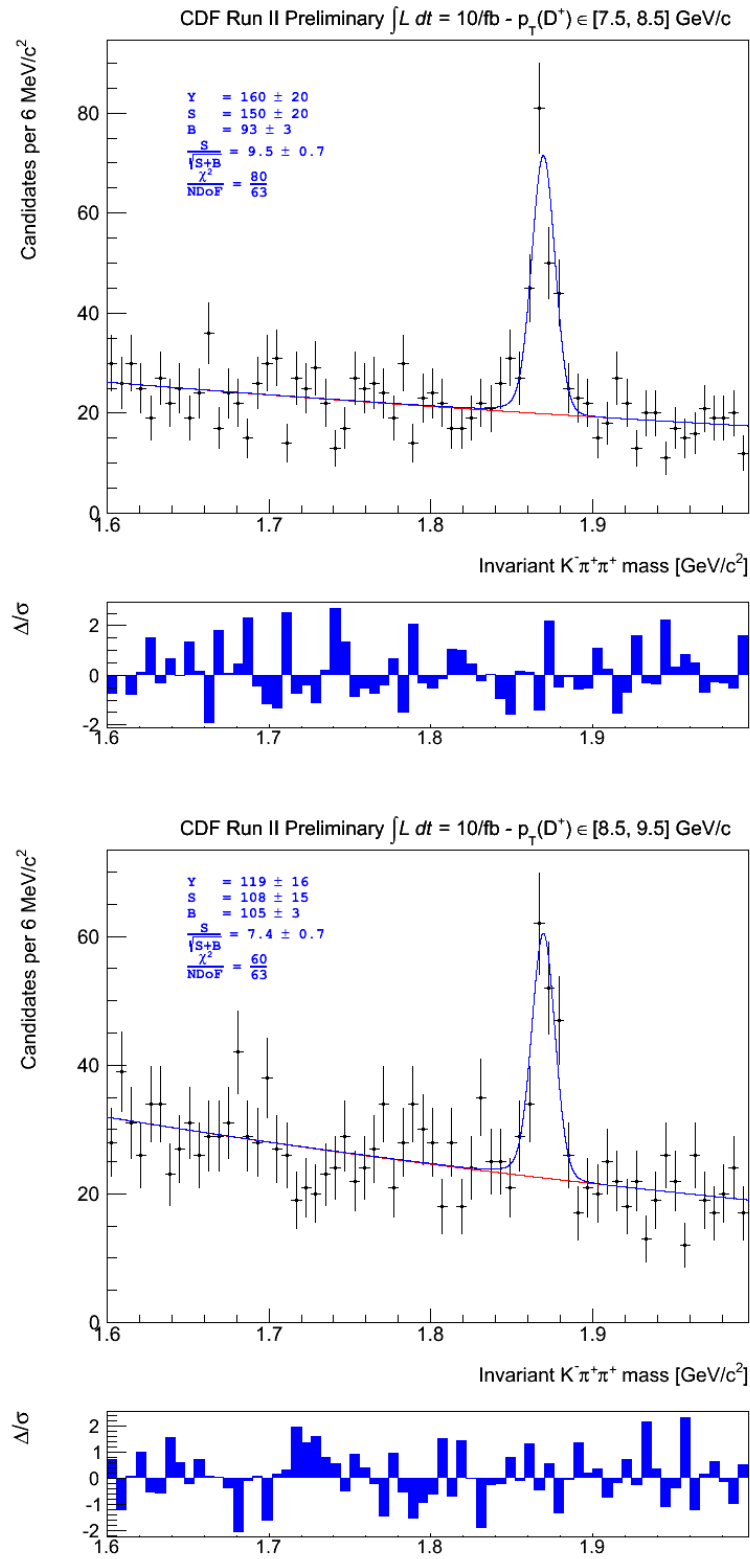 CDF Run II Preliminary ∫L dt = 10/fb - p_T(D⁺) ∈ [7.5, 8.5] GeV/c
Candidates per 6 MeV/c²
Y = 160 ± 20
S = 150 ± 20
B = 93 ± 3
S/√S+B = 9.5 ± 0.7
χ²/NDoF = 80/63
80
60
40
20
0
1.6 1.7 1.8 1.9
Invariant K⁻π⁺π⁺ mass [GeV/c²]
Δ/σ
2
0
-2
1.6 1.7 1.8 1.9
CDF Run II Preliminary ∫L dt = 10/fb - p_T(D⁺) ∈ [8.5, 9.5] GeV/c
Candidates per 6 MeV/c²
Y = 119 ± 16
S = 108 ± 15
B = 105 ± 3
S/√S+B = 7.4 ± 0.7
χ²/NDoF = 60/63
60
40
20
0
1.6 1.7 1.8 1.9
Invariant K⁻π⁺π⁺ mass [GeV/c²]
Δ/σ
2
1
0
-1
-2
1.6 1.7 1.8 1.9